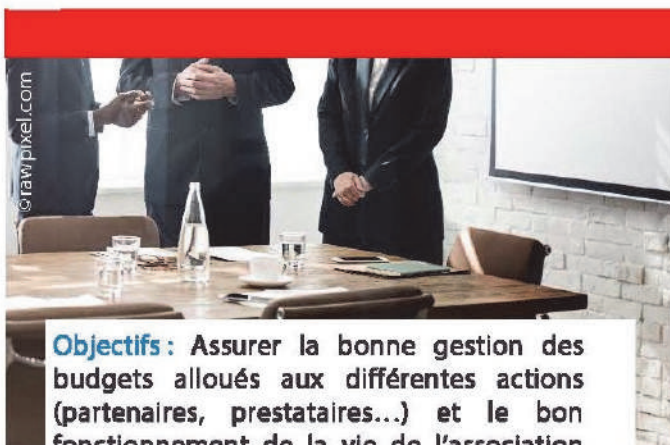 ©rawpixel.com
Objectifs : Assurer la bonne gestion des
budgets alloués aux différentes actions
(partenaires, prestataires...) et le bon
fonctionnement de la vie de l'association